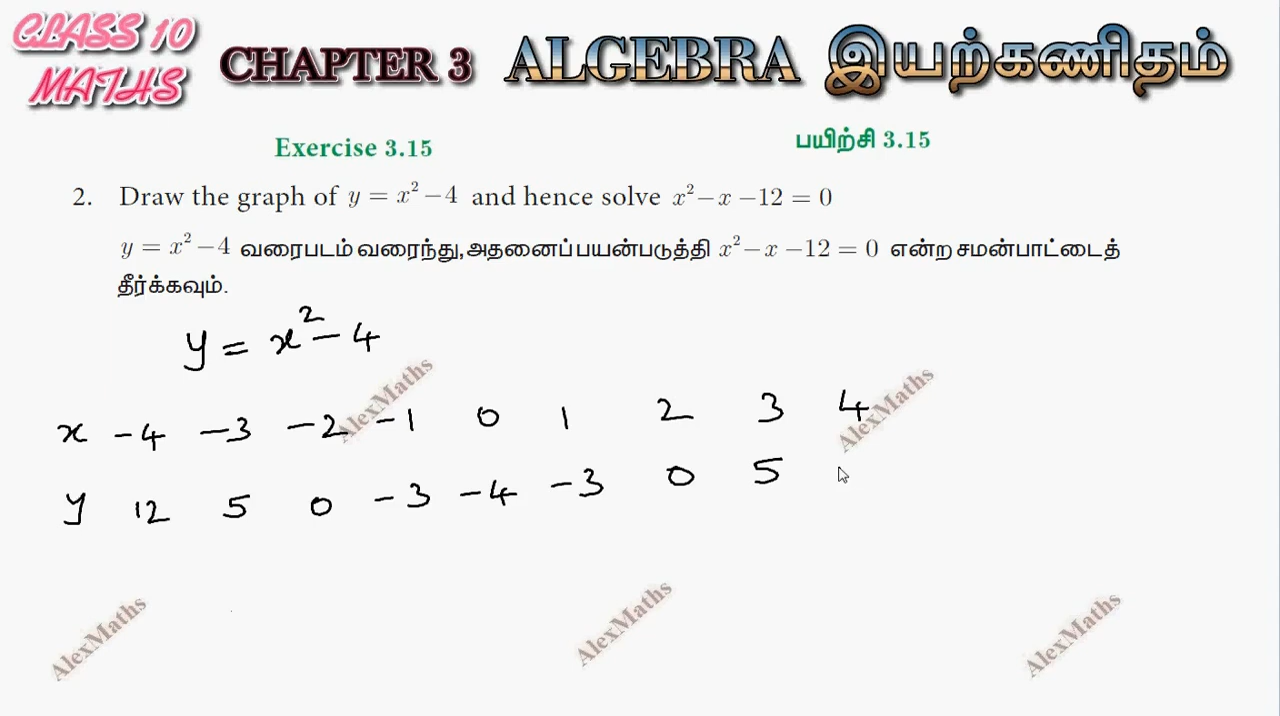 CLASS 10
MATHS
CHAPTER 3 ALGEBRA இயற்கணிதம்
Exercise 3.15
பயிற்சி 3.15
2. Draw the graph of y = x² − 4 and hence solve x² − x − 12 = 0
y = x² − 4 வரைபடம் வரைந்து, அதனைப் பயன்படுத்தி x² − x − 12 = 0 என்ற சமன்பாட்டைத்
தீர்க்கவும்.
y = x² − 4
x −4 −3 −2 −1 0 1 2 3 4
y 12 5 0 −3 −4 −3 0 5
AlexMaths
AlexMaths
AlexMaths
AlexMaths
AlexMaths